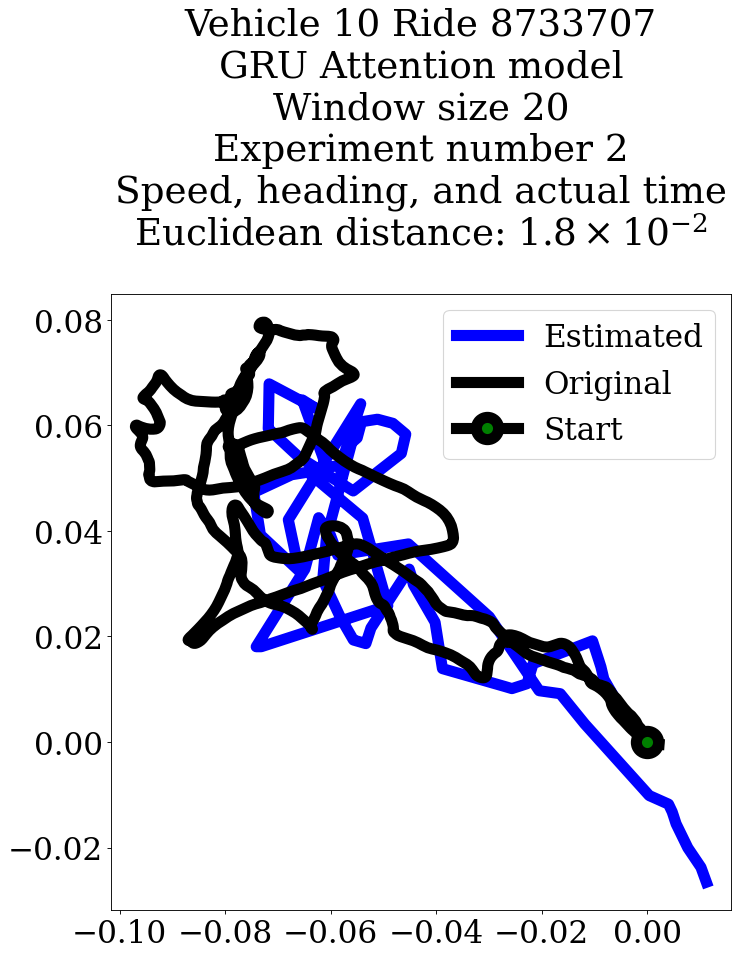 Vehicle 10 Ride 8733707
GRU Attention model
Window size 20
Experiment number 2
Speed, heading, and actual time
Euclidean distance: 1.8 × 10⁻²
Estimated
Original
Start
0.08
0.06
0.04
0.02
0.00
−0.02
−0.10 −0.08 −0.06 −0.04 −0.02 0.00